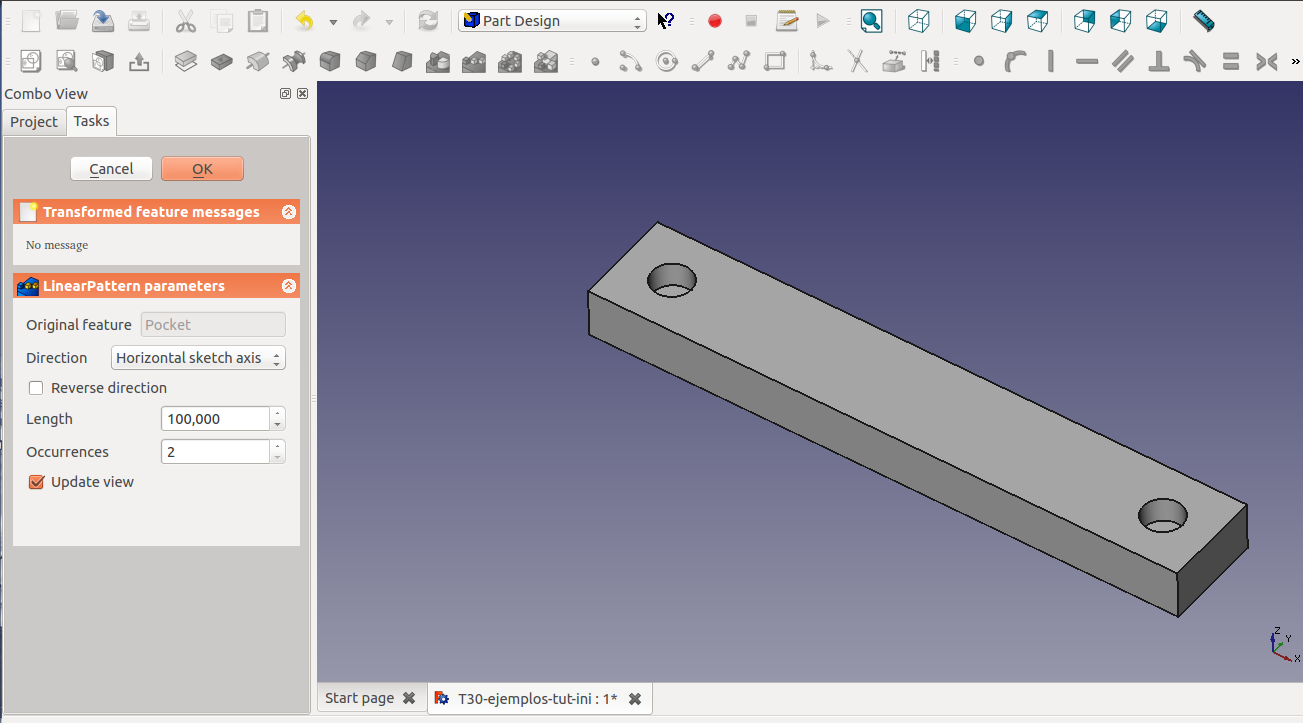 Part Design
»
Combo View
Project
Tasks
Cancel
OK
Transformed feature messages
No message
LinearPattern parameters
Original feature
Pocket
Direction
Horizontal sketch axis
Reverse direction
Length
100,000
Occurrences
2
Update view
Z
Y
X
Start page
T30-ejemplos-tut-ini : 1*